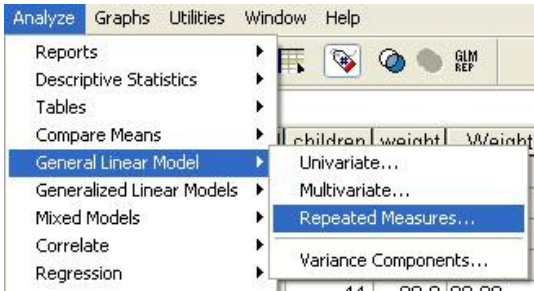 Analyze Graphs Utilities Window Help
Reports
Descriptive Statistics
Tables
Compare Means
General Linear Model
Generalized Linear Models
Mixed Models
Correlate
Regression
GLM
REP
children weight Weight
Univariate...
Multivariate...
Repeated Measures...
Variance Components...